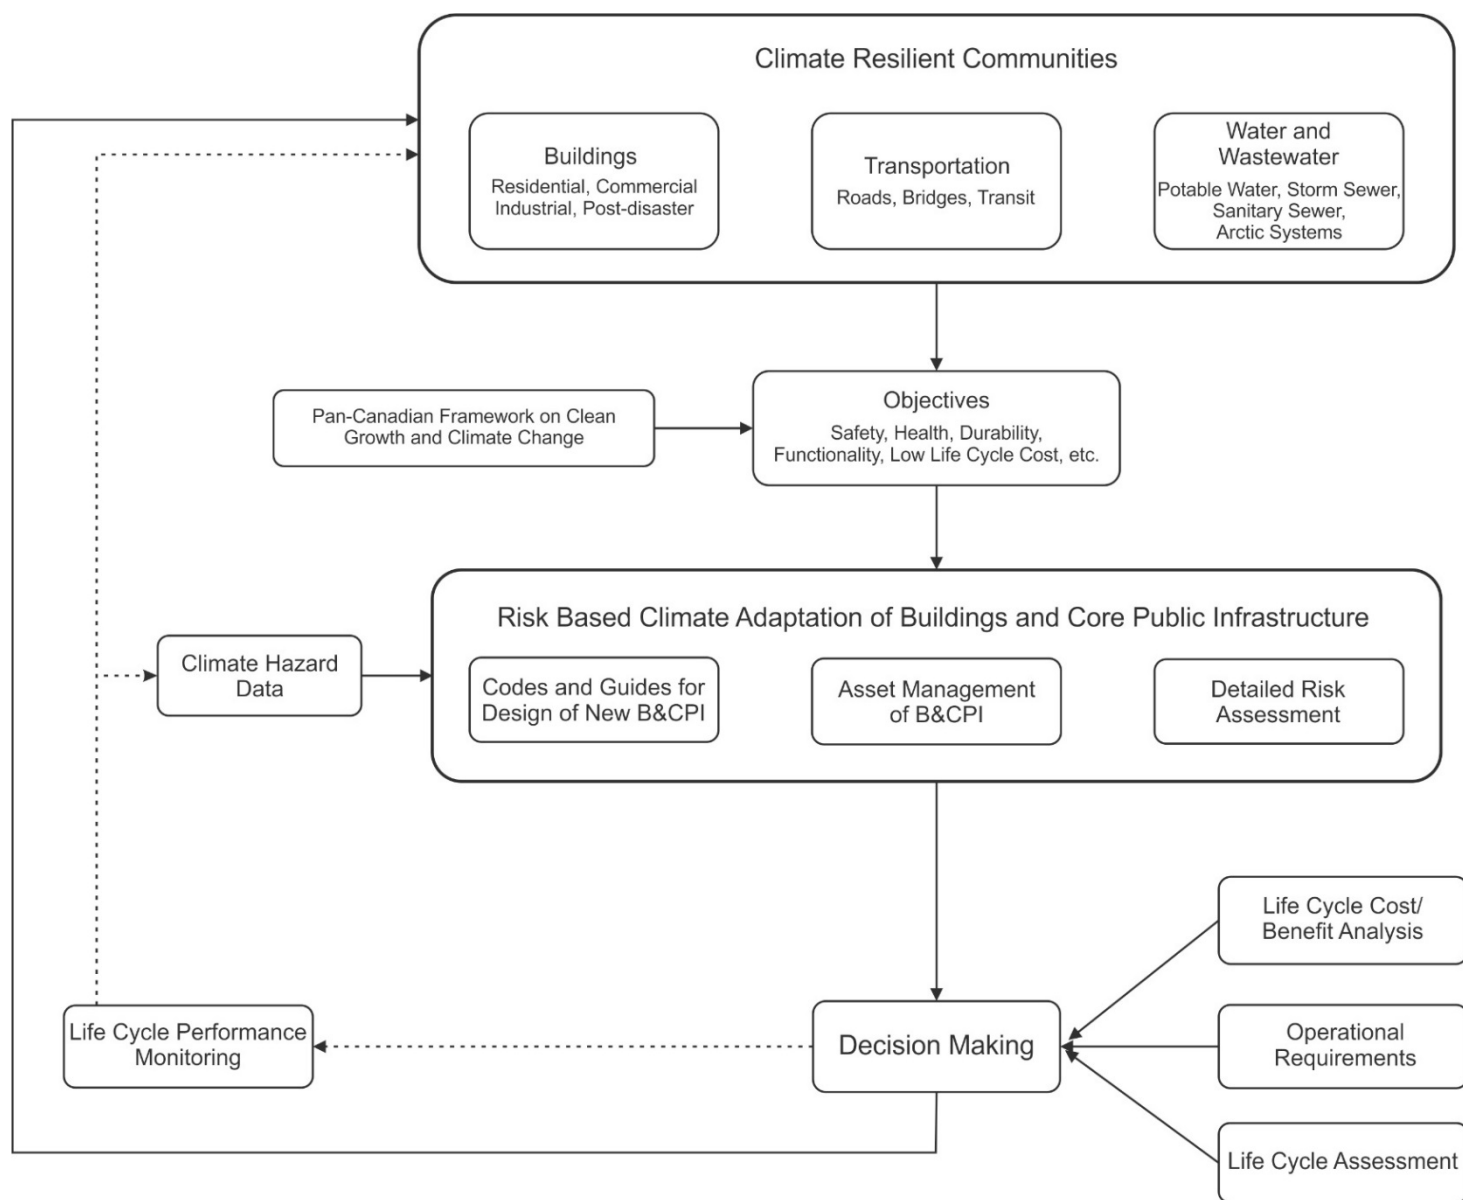 Climate Resilient Communities
Buildings
Residential, Commercial
Industrial, Post-disaster
Transportation
Roads, Bridges, Transit
Water and
Wastewater
Potable Water, Storm Sewer,
Sanitary Sewer,
Arctic Systems
Pan-Canadian Framework on Clean
Growth and Climate Change
Objectives
Safety, Health, Durability,
Functionality, Low Life Cycle Cost, etc.
Climate Hazard
Data
Risk Based Climate Adaptation of Buildings and Core Public Infrastructure
Codes and Guides for
Design of New B&CPI
Asset Management
of B&CPI
Detailed Risk
Assessment
Life Cycle Performance
Monitoring
Decision Making
Life Cycle Cost/
Benefit Analysis
Operational
Requirements
Life Cycle Assessment